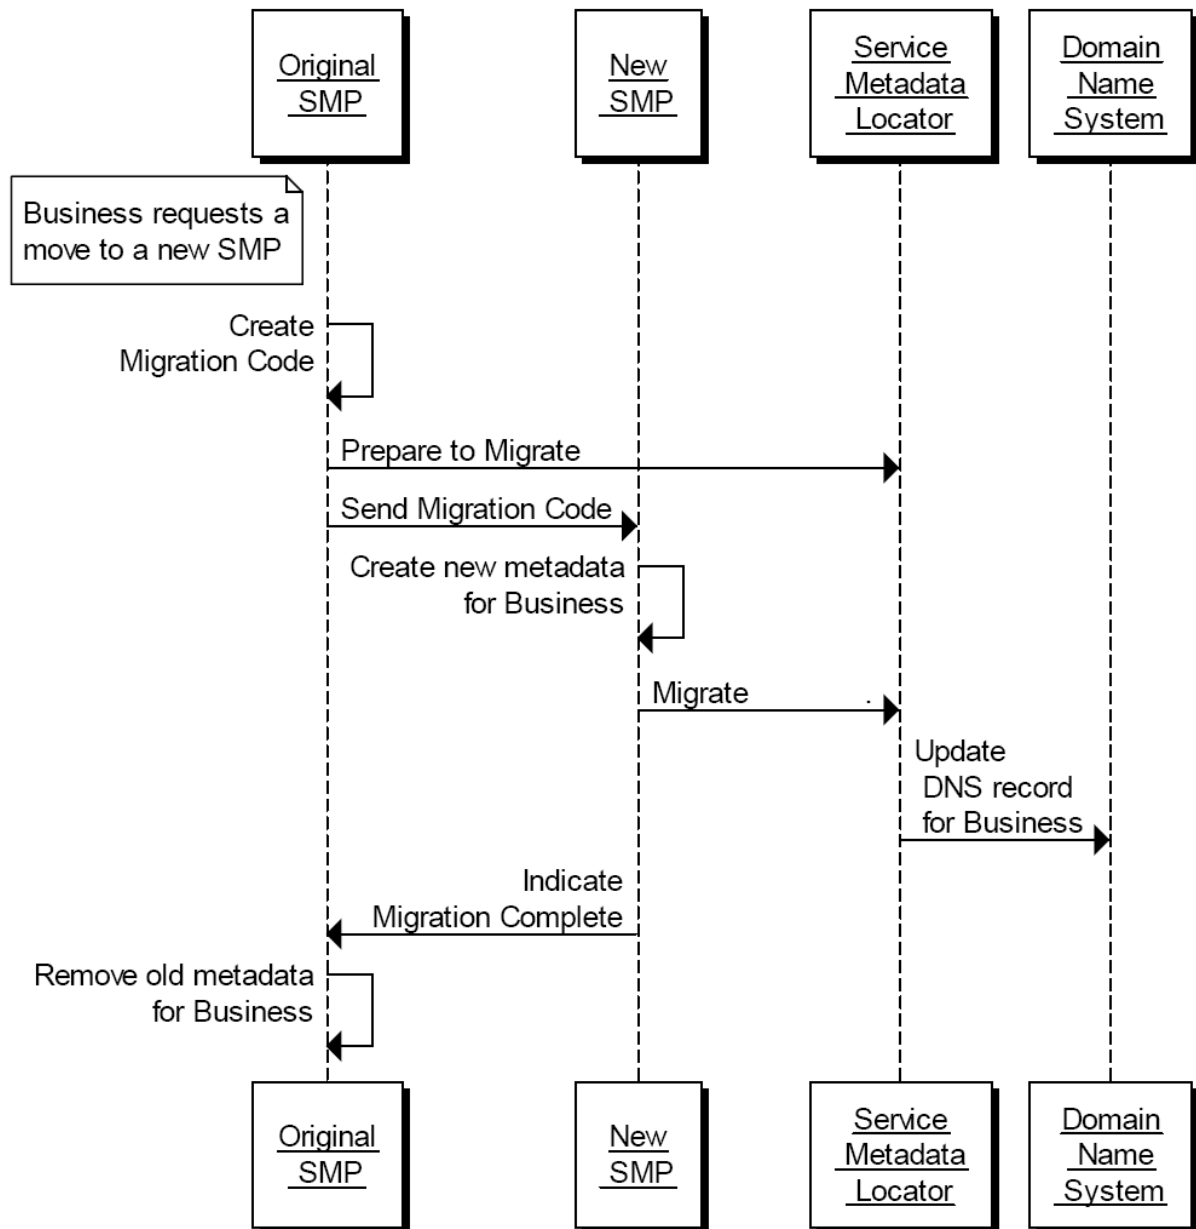 Original
SMP
New
SMP
Service
Metadata
Locator
Domain
Name
System
Business requests a
move to a new SMP
Create
Migration Code
Prepare to Migrate
Send Migration Code
Create new metadata
for Business
Migrate .
Update
DNS record
for Business
Indicate
Migration Complete
Remove old metadata
for Business
Original
SMP
New
SMP
Service
Metadata
Locator
Domain
Name
System